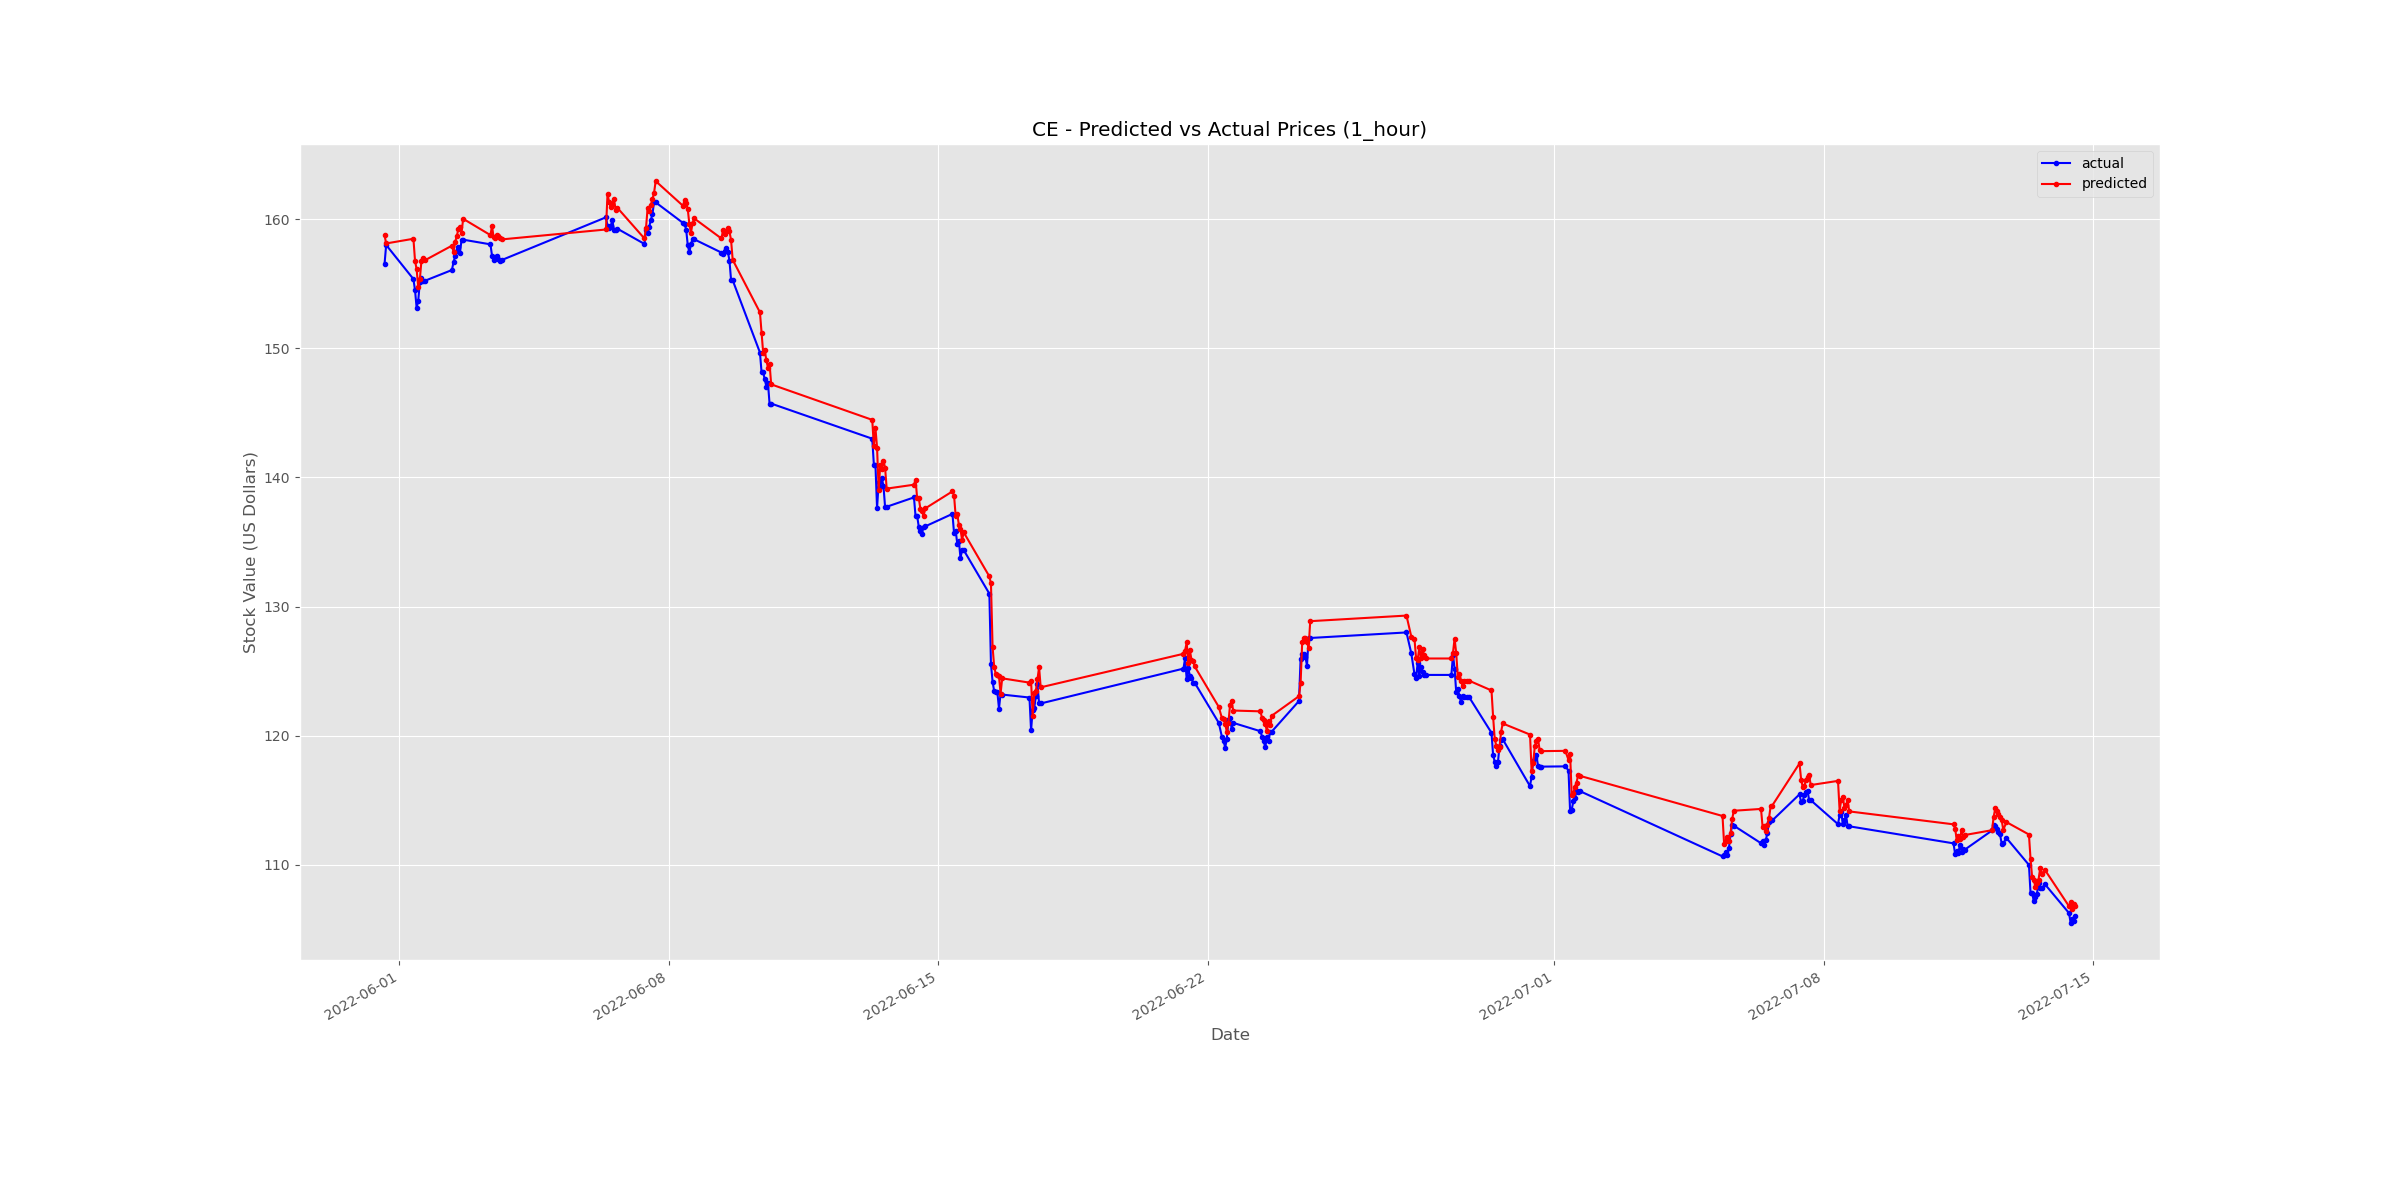 CE - Predicted vs Actual Prices (1_hour)
actual
predicted
Stock Value (US Dollars)
160
150
140
130
120
110
2022-06-01
2022-06-08
2022-06-15
2022-06-22
2022-07-01
2022-07-08
2022-07-15
Date